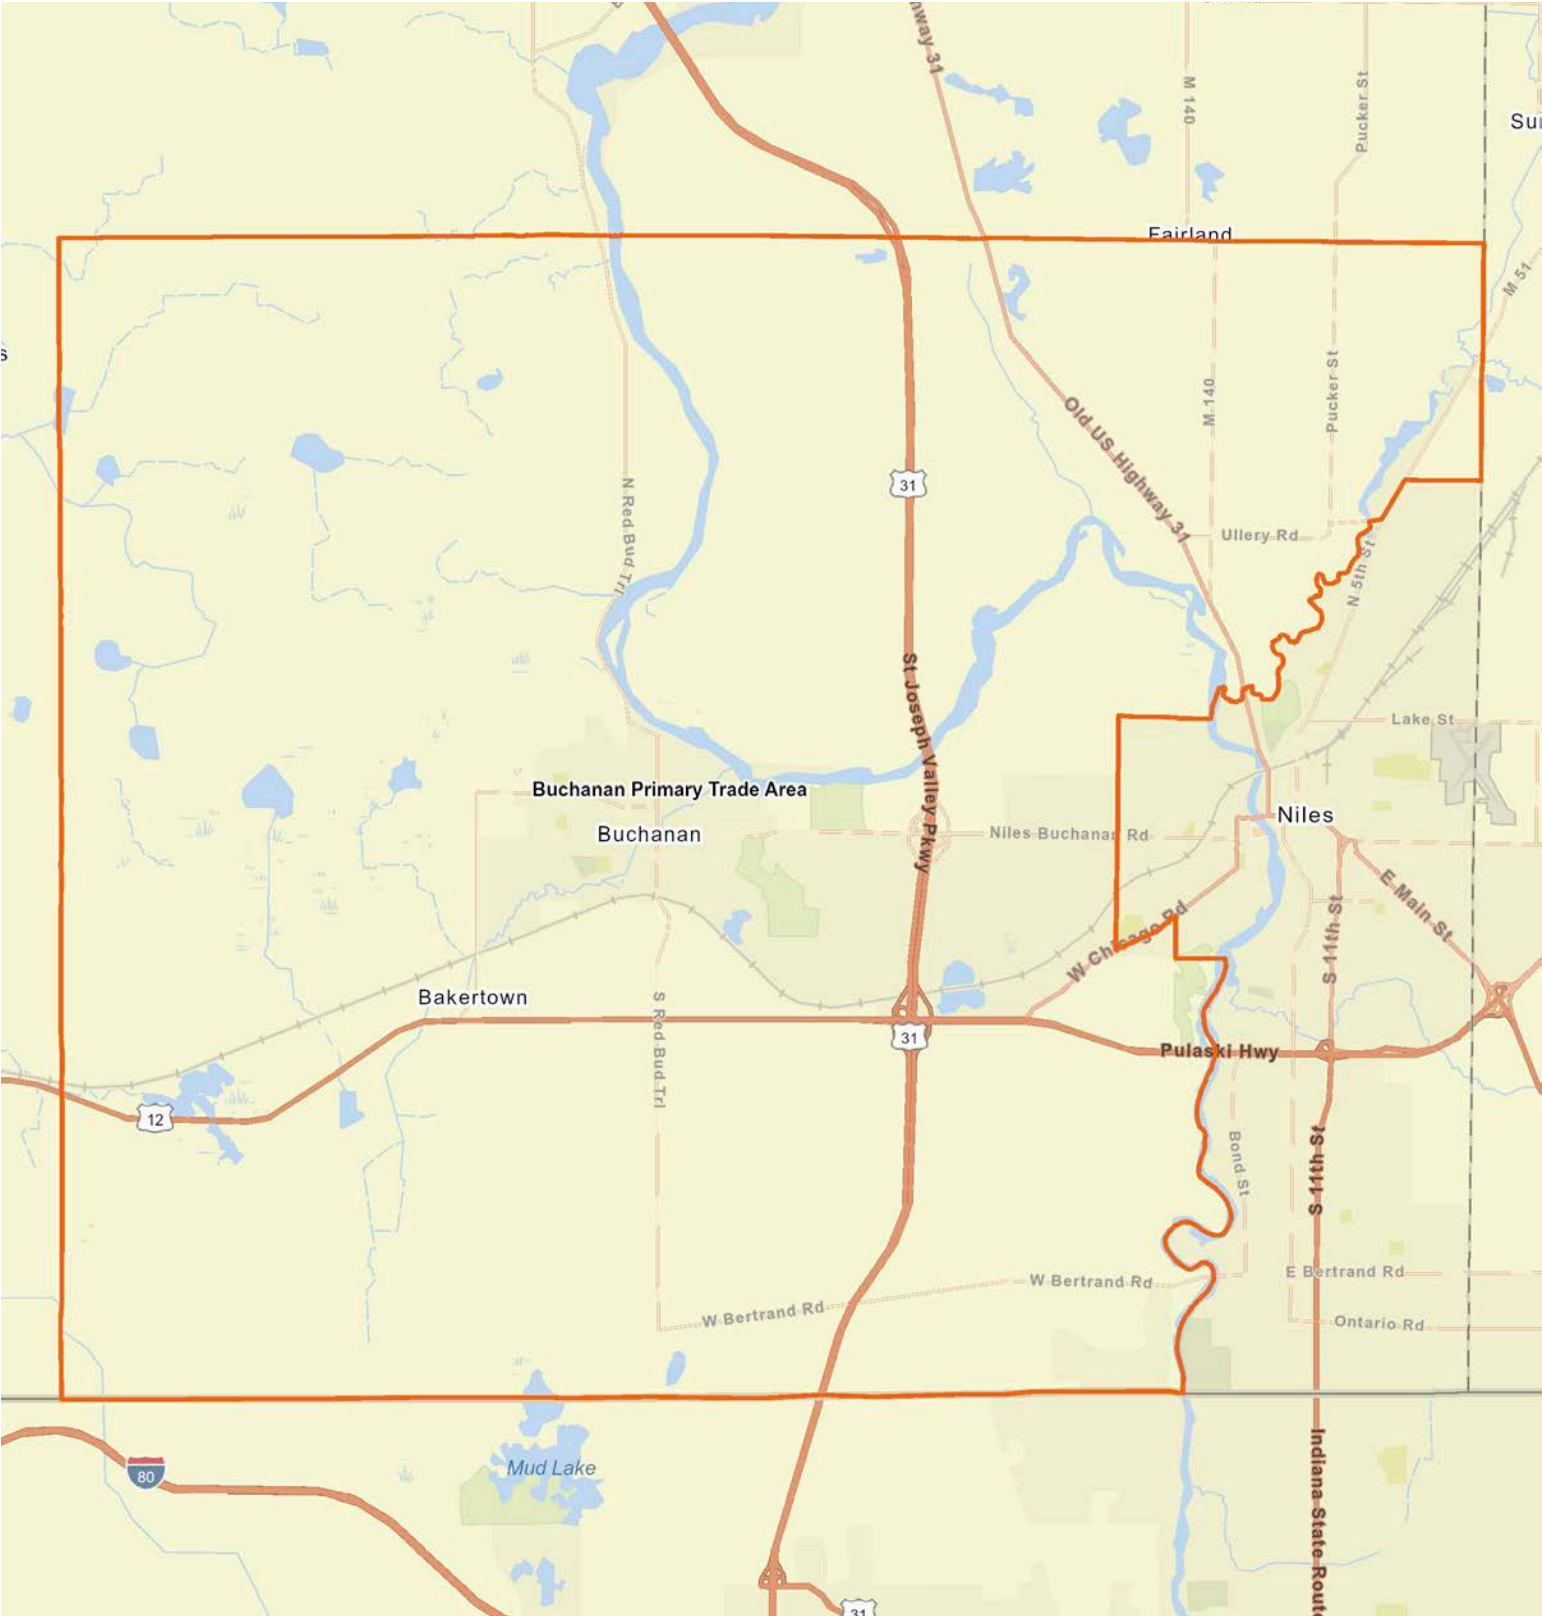 hway 31
M 140
Pucker St
Su
Fairland
M 51
s
Old US Highway 31
M 140
Pucker St
31
N Red Bud Trl
Ullery Rd
N 5th St
St Joseph Valley Pkwy
Lake St
Buchanan Primary Trade Area
Niles
Buchanan
Niles Buchanan Rd
E Main St
W Chicago Rd
S 11th St
Bakertown
S Red Bud Trl
31
Pulaski Hwy
12
Bond St
S 11th St
W Bertrand Rd
E Bertrand Rd
W Bertrand Rd
Ontario Rd
Mud Lake
80
Indiana State Route
31